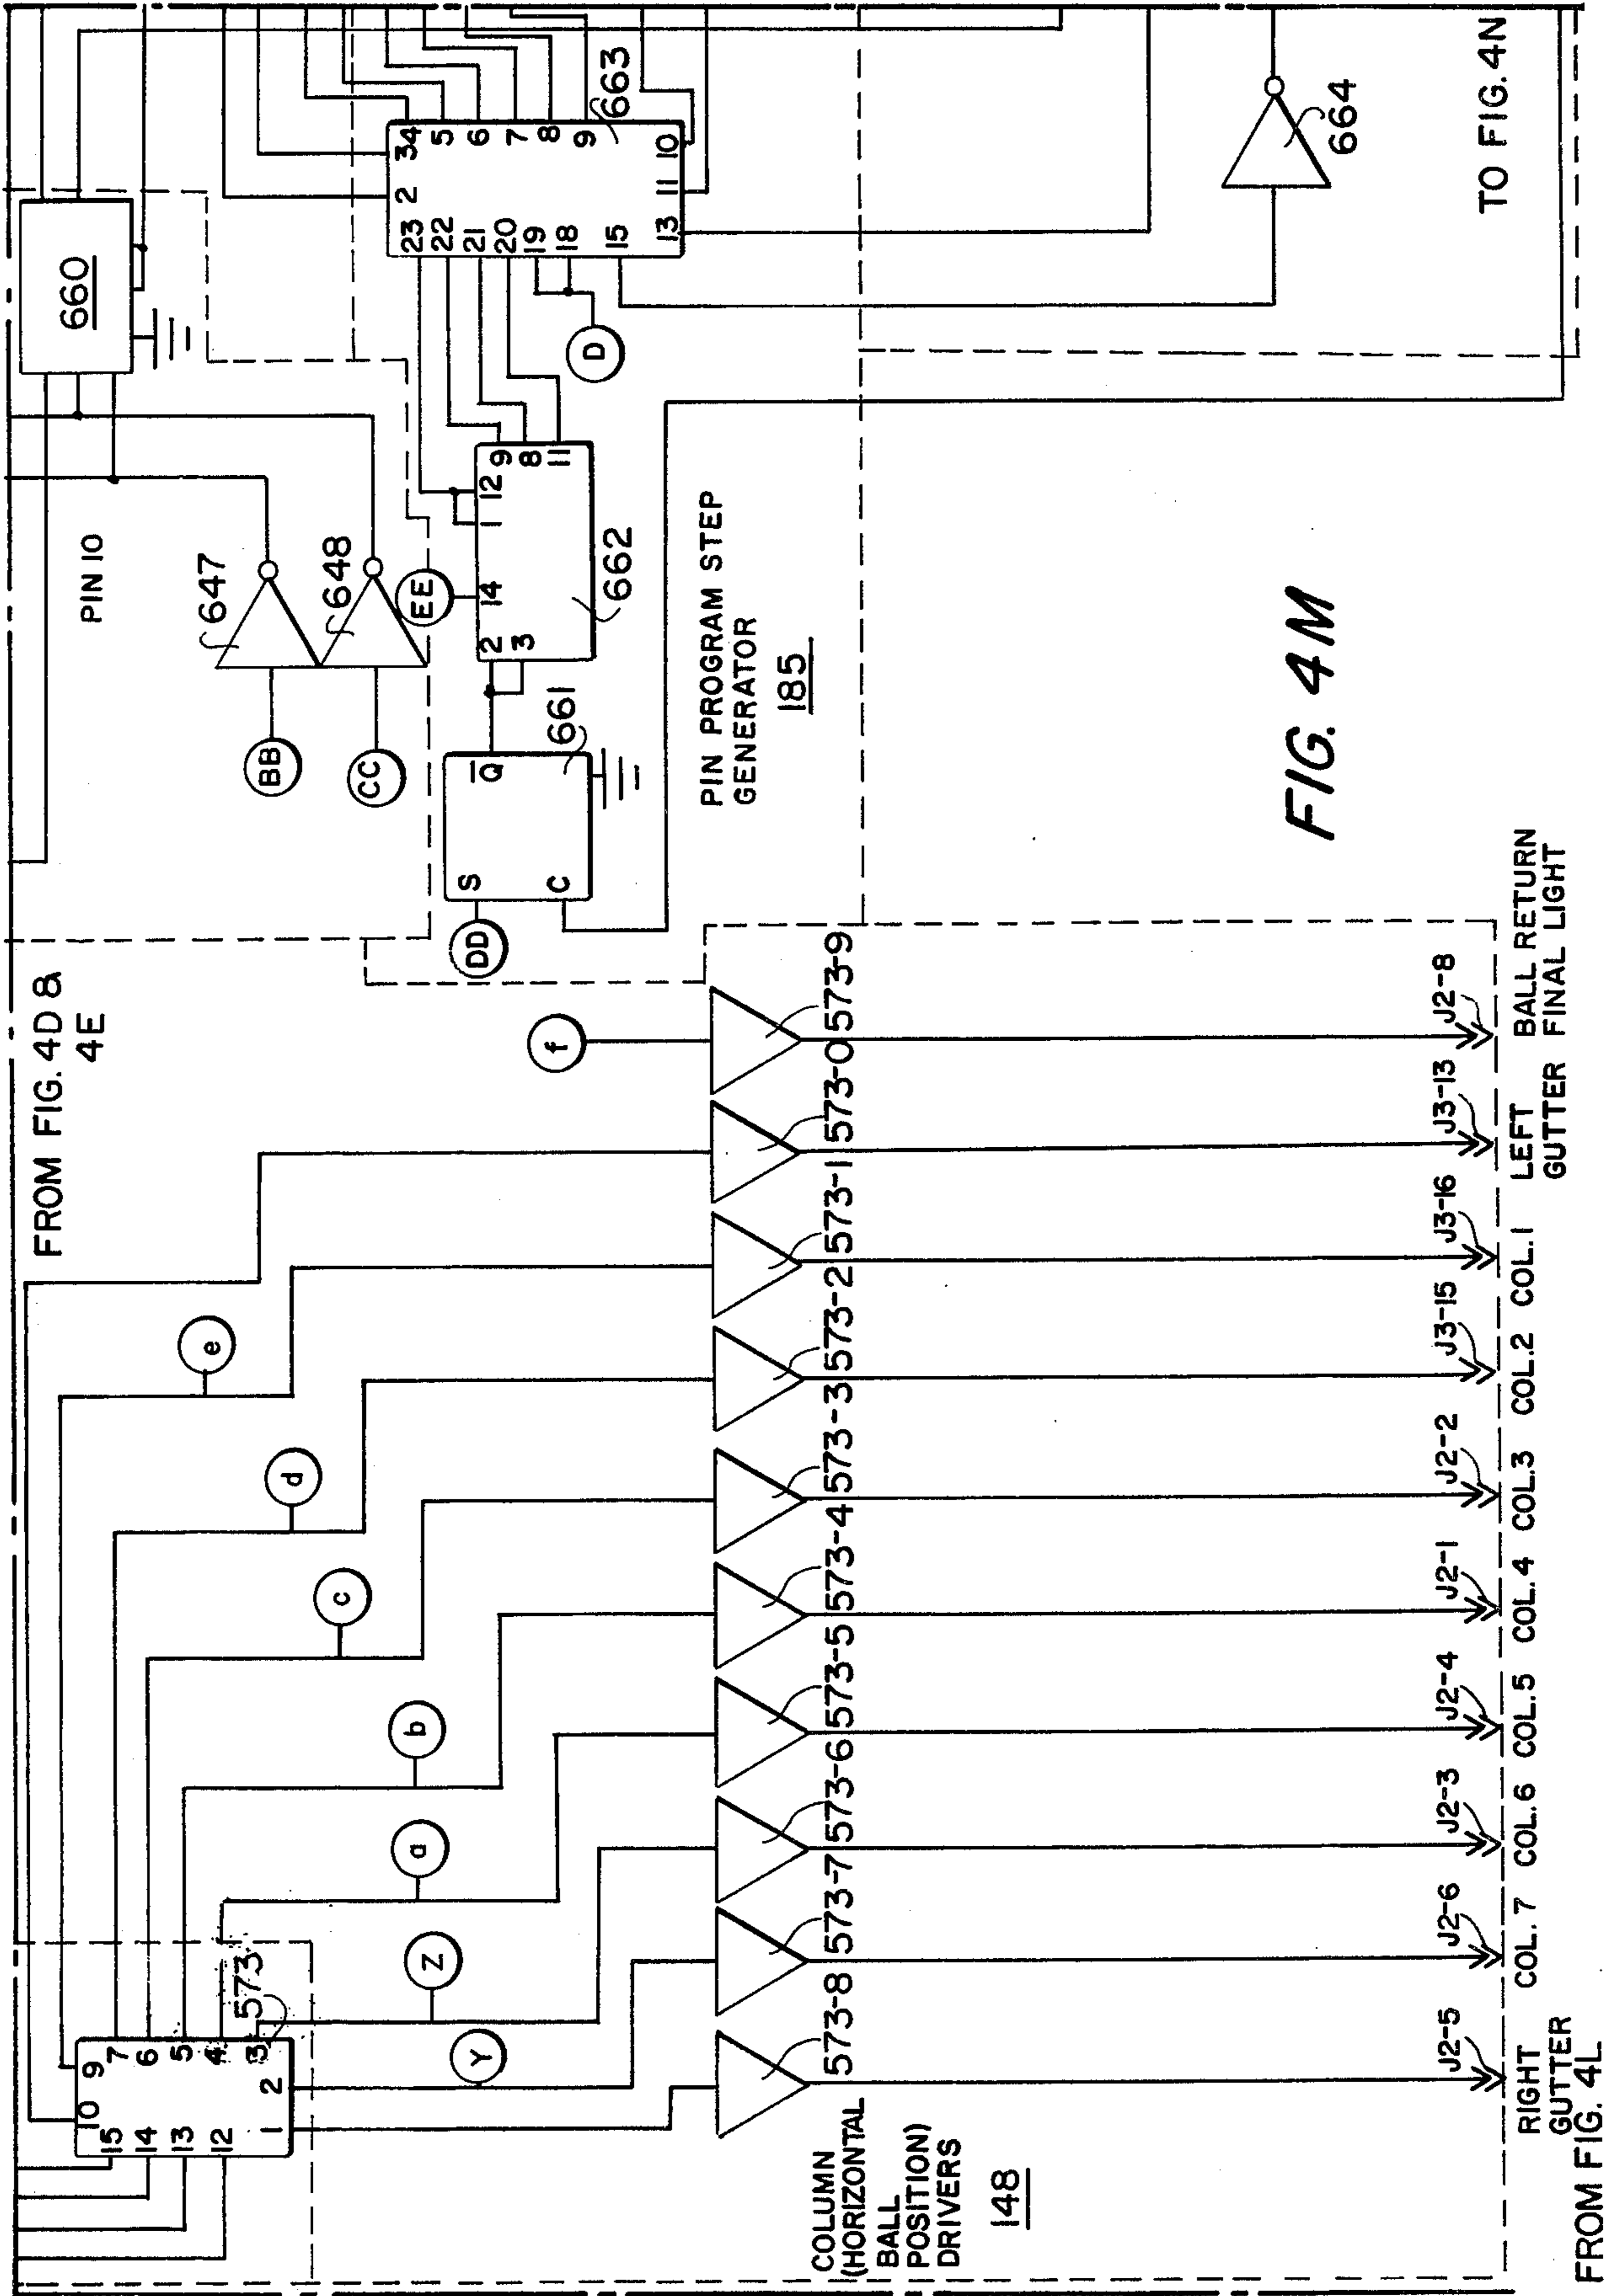 FROM FIG. 4D &
4E
PIN 10
660
BB
647
CC
648
EE
DD
S
C
Q
661
2
3
14
1
12
9
8
11
662
23
22
21
20
19
18
15
13
2
34
5
6
7
8
9
10
11
663
D
664
PIN PROGRAM STEP
GENERATOR
185
TO FIG. 4N
10
9
15
14
13
12
7
6
5
4
3
2
1
573
Y
Z
a
b
c
d
e
f
573-8
573-7
573-6
573-5
573-4
573-3
573-2
573-1
573-0
573-9
COLUMN
(HORIZONTAL
BALL
POSITION)
DRIVERS
148
J2-5
J2-6
J2-3
J2-4
J2-1
J2-2
J3-15
J3-16
J3-13
J2-8
RIGHT
GUTTER
COL. 7
COL. 6
COL. 5
COL. 4
COL. 3
COL. 2
COL. 1
LEFT
GUTTER
BALL RETURN
FINAL LIGHT
FROM FIG. 4L
FIG. 4M